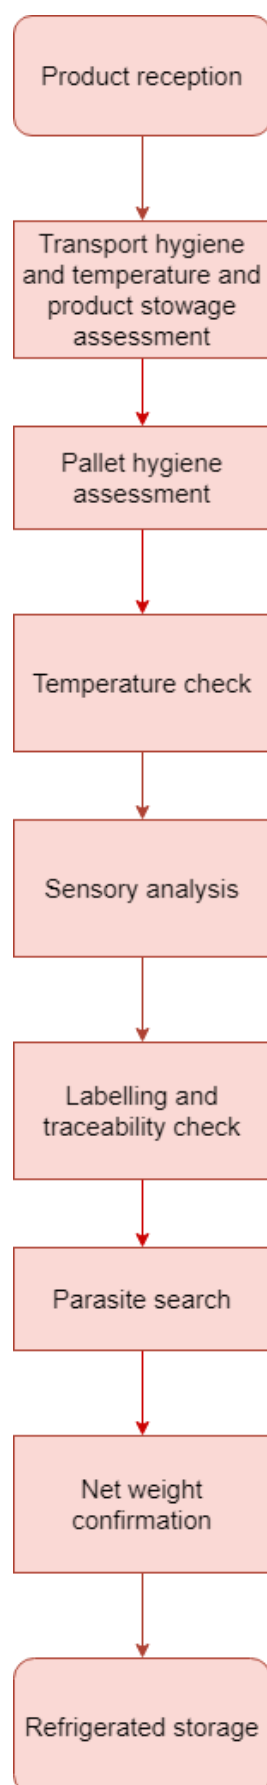 Product reception
Transport hygiene
and temperature and
product stowage
assessment
Pallet hygiene
assessment
Temperature check
Sensory analysis
Labelling and
traceability check
Parasite search
Net weight
confirmation
Refrigerated storage